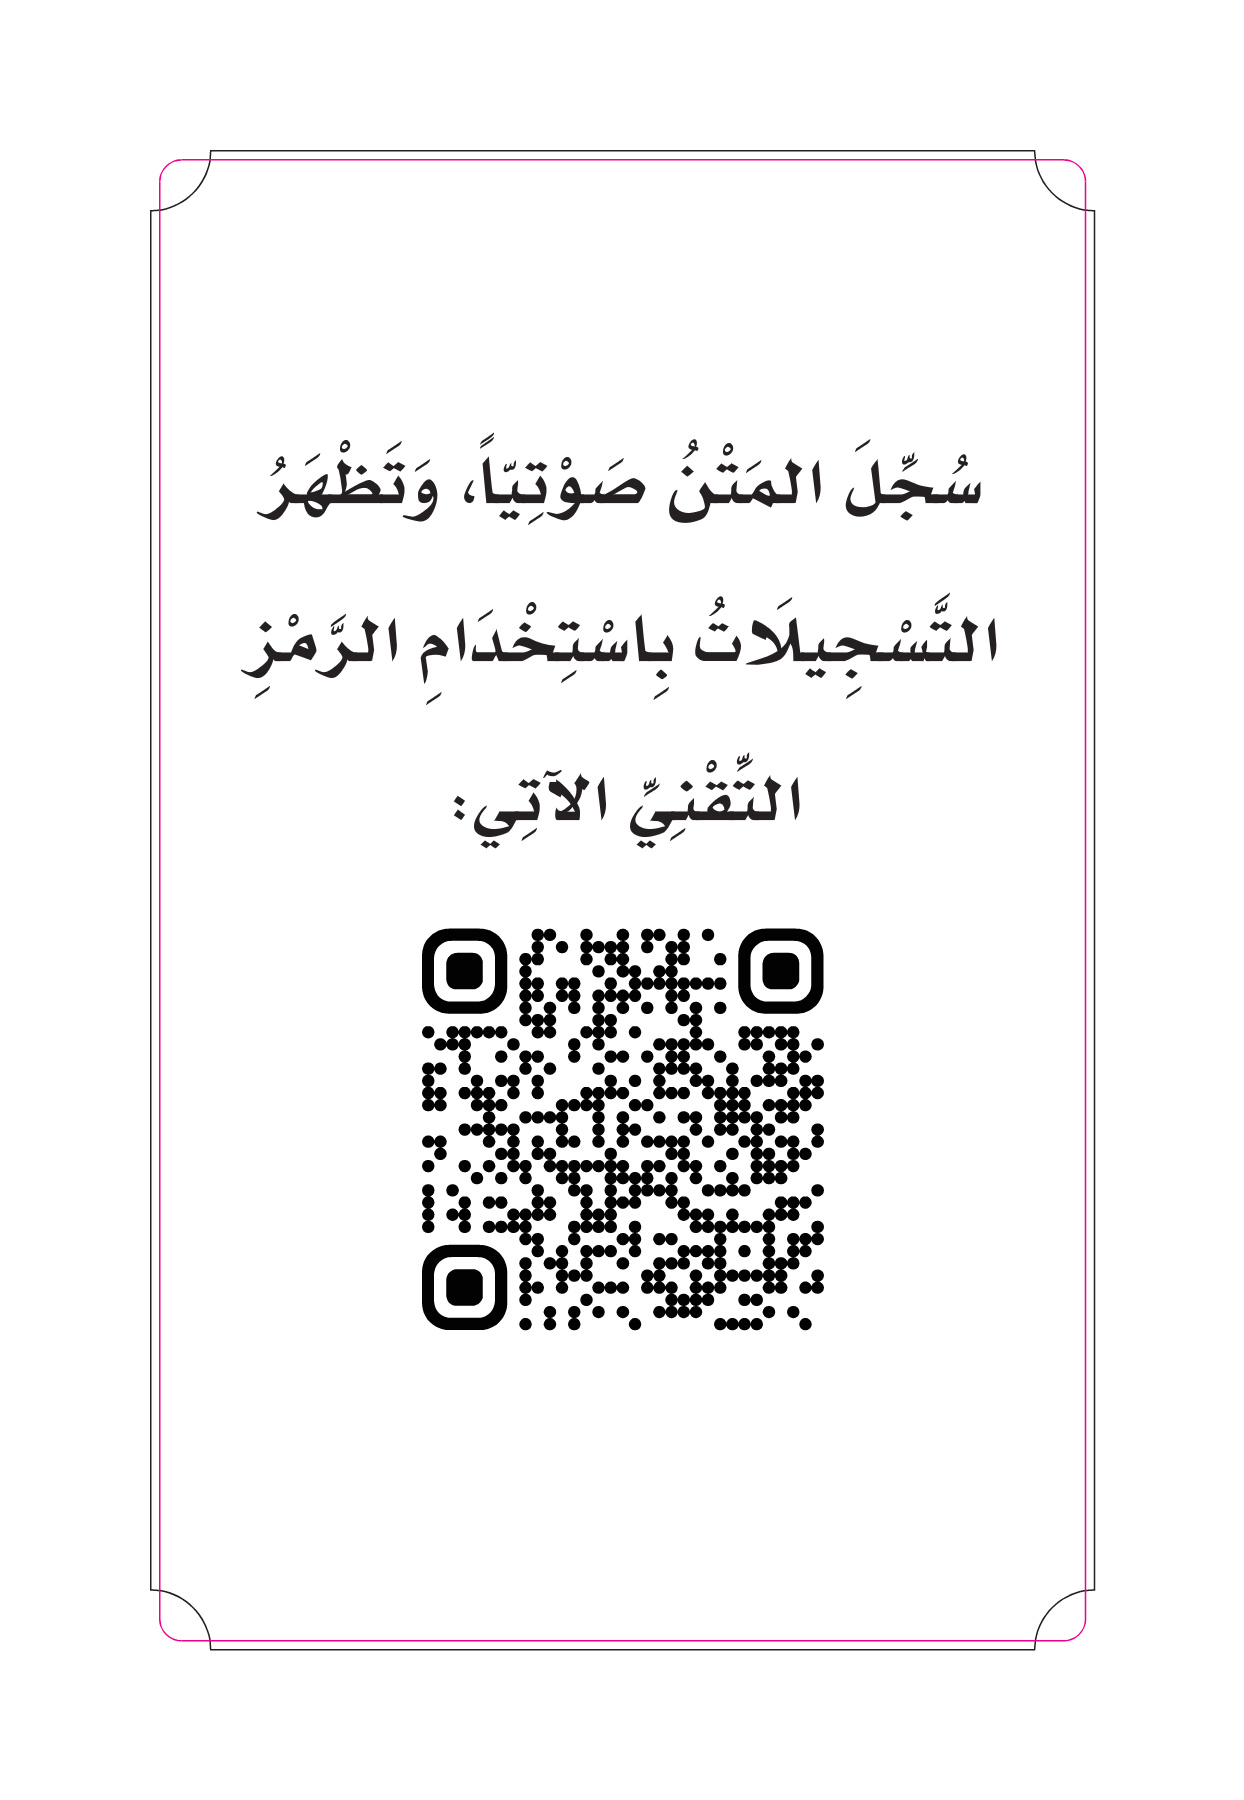 سُجِّلَ المَتْنُ صَوْتِيّاً، وَتَظْهَرُ
التَّسْجِيلَاتُ بِاسْتِخْدَامِ الرَّمْزِ
التِّقْنِيِّ الآتِي: